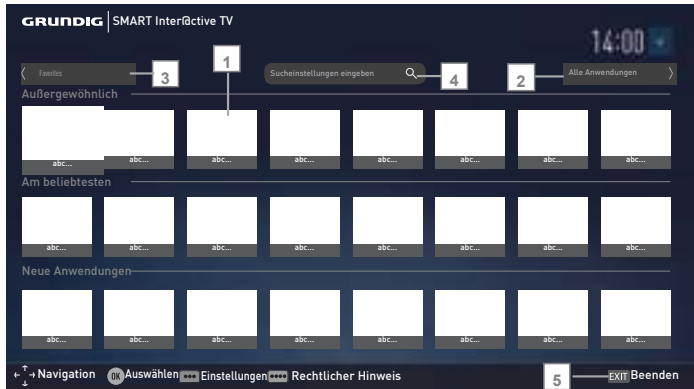 GRUNDIG SMART Inter@ctive TV
14:00
1
Favorites
3
Sucheinstellungen eingeben
4
2
Alle Anwendungen
Außergewöhnlich
abc... abc... abc... abc... abc... abc... abc... abc...
Am beliebtesten
abc... abc... abc... abc... abc... abc... abc... abc...
Neue Anwendungen
abc... abc... abc... abc... abc... abc... abc... abc...
Navigation OK Auswählen Einstellungen Rechtlicher Hinweis 5 EXIT Beenden